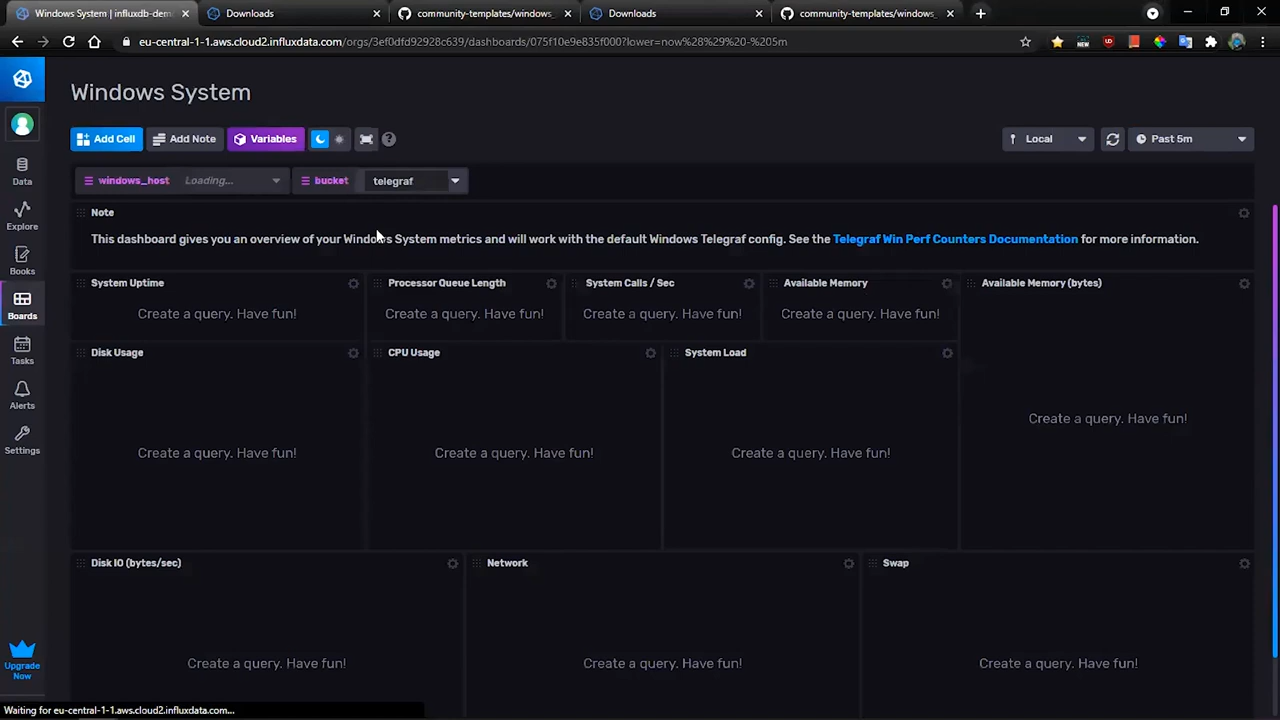 Windows System | influxdb-dem
Downloads
community-templates/windows_
Downloads
community-templates/windows_
eu-central-1-1.aws.cloud2.influxdata.com/orgs/3ef0dfd92928c639/dashboards/075f10e9e835f000?lower=now%28%29%20-%205m
Windows System
Add Cell
Add Note
Variables
Local
Past 5m
windows_host
Loading...
bucket
telegraf
Note
This dashboard gives you an overview of your Windows System metrics and will work with the default Windows Telegraf config. See the Telegraf Win Perf Counters Documentation for more information.
System Uptime
Processor Queue Length
System Calls / Sec
Available Memory
Available Memory (bytes)
Create a query. Have fun!
Create a query. Have fun!
Create a query. Have fun!
Create a query. Have fun!
Disk Usage
CPU Usage
System Load
Create a query. Have fun!
Create a query. Have fun!
Create a query. Have fun!
Create a query. Have fun!
Disk IO (bytes/sec)
Network
Swap
Create a query. Have fun!
Create a query. Have fun!
Create a query. Have fun!
Data
Explore
Books
Boards
Tasks
Alerts
Settings
Upgrade
Now
Waiting for eu-central-1-1.aws.cloud2.influxdata.com...